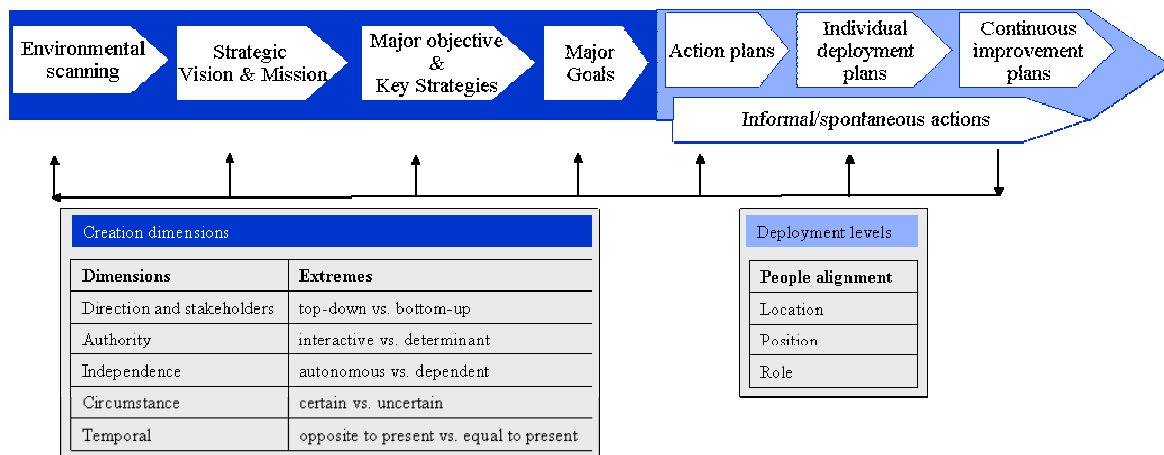 Environmental
scanning
Strategic
Vision & Mission
Major objective
&
Key Strategies
Major
Goals
Action plans
Individual
deployment
plans
Continuous
improvement
plans
Informal/spontaneous actions
Creation dimensions
Dimensions Extremes
Direction and stakeholders top-down vs. bottom-up
Authority interactive vs. determinant
Independence autonomous vs. dependent
Circumstance certain vs. uncertain
Temporal opposite to present vs. equal to present
Deployment levels
People alignment
Location
Position
Role